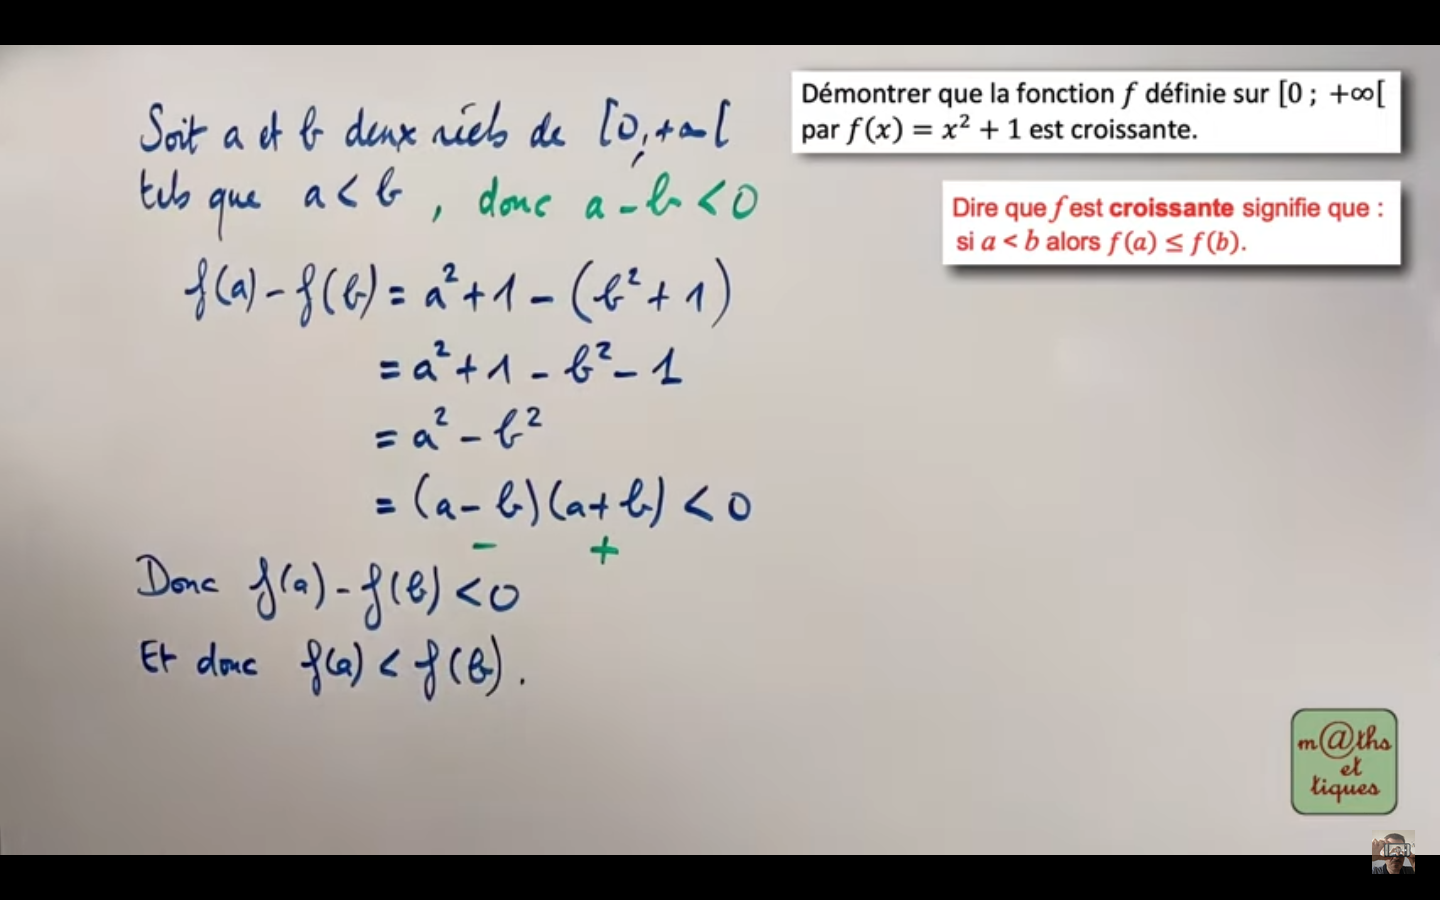 Démontrer que la fonction f définie sur [0 ; +∞[
par f(x) = x² + 1 est croissante.
Dire que f est croissante signifie que :
si a < b alors f(a) ≤ f(b).
Soit a et b deux réels de [0, +∞[
tels que a < b , donc a - b < 0
f(a) - f(b) = a² + 1 - (b² + 1)
= a² + 1 - b² - 1
= a² - b²
= (a - b)(a + b) < 0
- +
Donc f(a) - f(b) < 0
Et donc f(a) < f(b).
m@ths
et
tiques